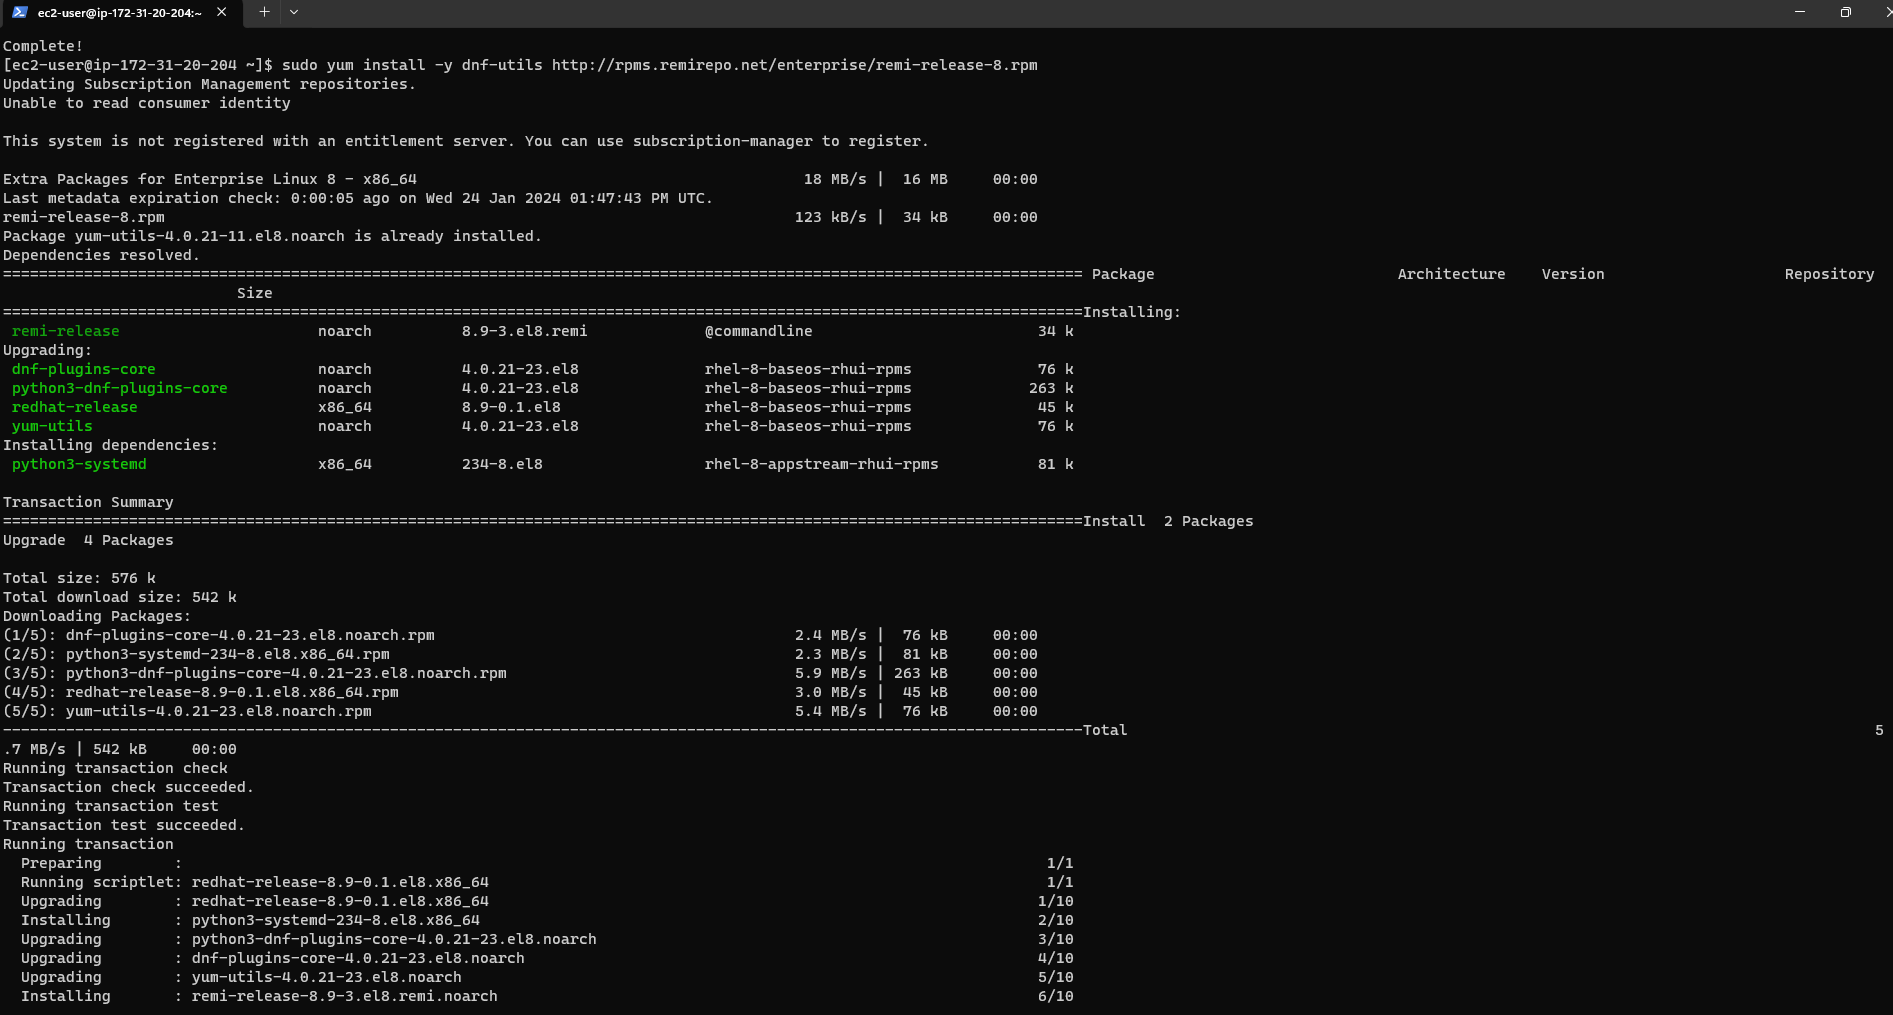 ec2-user@ip-172-31-20-204:~
Complete!
[ec2-user@ip-172-31-20-204 ~]$ sudo yum install -y dnf-utils http://rpms.remirepo.net/enterprise/remi-release-8.rpm
Updating Subscription Management repositories.
Unable to read consumer identity
This system is not registered with an entitlement server. You can use subscription-manager to register.
Extra Packages for Enterprise Linux 8 - x86_64 18 MB/s | 16 MB 00:00
Last metadata expiration check: 0:00:05 ago on Wed 24 Jan 2024 01:47:43 PM UTC.
remi-release-8.rpm 123 kB/s | 34 kB 00:00
Package yum-utils-4.0.21-11.el8.noarch is already installed.
Dependencies resolved.
======================================================================================================================== Package Architecture Version Repository
Size
========================================================================================================================Installing:
remi-release noarch 8.9-3.el8.remi @commandline 34 k
Upgrading:
dnf-plugins-core noarch 4.0.21-23.el8 rhel-8-baseos-rhui-rpms 76 k
python3-dnf-plugins-core noarch 4.0.21-23.el8 rhel-8-baseos-rhui-rpms 263 k
redhat-release x86_64 8.9-0.1.el8 rhel-8-baseos-rhui-rpms 45 k
yum-utils noarch 4.0.21-23.el8 rhel-8-baseos-rhui-rpms 76 k
Installing dependencies:
python3-systemd x86_64 234-8.el8 rhel-8-appstream-rhui-rpms 81 k
Transaction Summary
========================================================================================================================Install 2 Packages
Upgrade 4 Packages
Total size: 576 k
Total download size: 542 k
Downloading Packages:
(1/5): dnf-plugins-core-4.0.21-23.el8.noarch.rpm 2.4 MB/s | 76 kB 00:00
(2/5): python3-systemd-234-8.el8.x86_64.rpm 2.3 MB/s | 81 kB 00:00
(3/5): python3-dnf-plugins-core-4.0.21-23.el8.noarch.rpm 5.9 MB/s | 263 kB 00:00
(4/5): redhat-release-8.9-0.1.el8.x86_64.rpm 3.0 MB/s | 45 kB 00:00
(5/5): yum-utils-4.0.21-23.el8.noarch.rpm 5.4 MB/s | 76 kB 00:00
------------------------------------------------------------------------------------------------------------------------Total 5
.7 MB/s | 542 kB 00:00
Running transaction check
Transaction check succeeded.
Running transaction test
Transaction test succeeded.
Running transaction
Preparing : 1/1
Running scriptlet: redhat-release-8.9-0.1.el8.x86_64 1/1
Upgrading : redhat-release-8.9-0.1.el8.x86_64 1/10
Installing : python3-systemd-234-8.el8.x86_64 2/10
Upgrading : python3-dnf-plugins-core-4.0.21-23.el8.noarch 3/10
Upgrading : dnf-plugins-core-4.0.21-23.el8.noarch 4/10
Upgrading : yum-utils-4.0.21-23.el8.noarch 5/10
Installing : remi-release-8.9-3.el8.remi.noarch 6/10